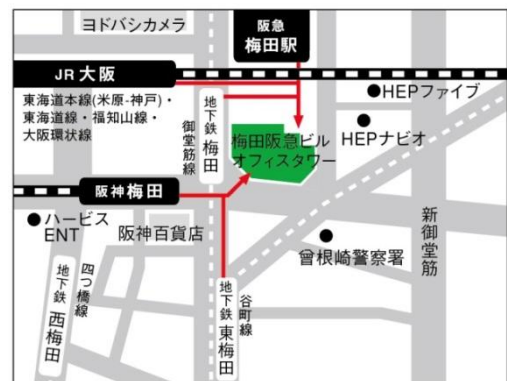 ヨドバシカメラ
阪急
梅田駅
JR大阪
東海道本線(米原-神戸)・
東海道線・福知山線・
大阪環状線
地下鉄 梅田
御堂筋線
●HEPファイブ
●
HEPナビオ
梅田阪急ビル
オフィスタワー
阪神梅田
●ハービス
ENT
阪神百貨店
新御堂筋
●
曾根崎警察署
地下鉄 西梅田
四つ橋線
地下鉄 東梅田
谷町線